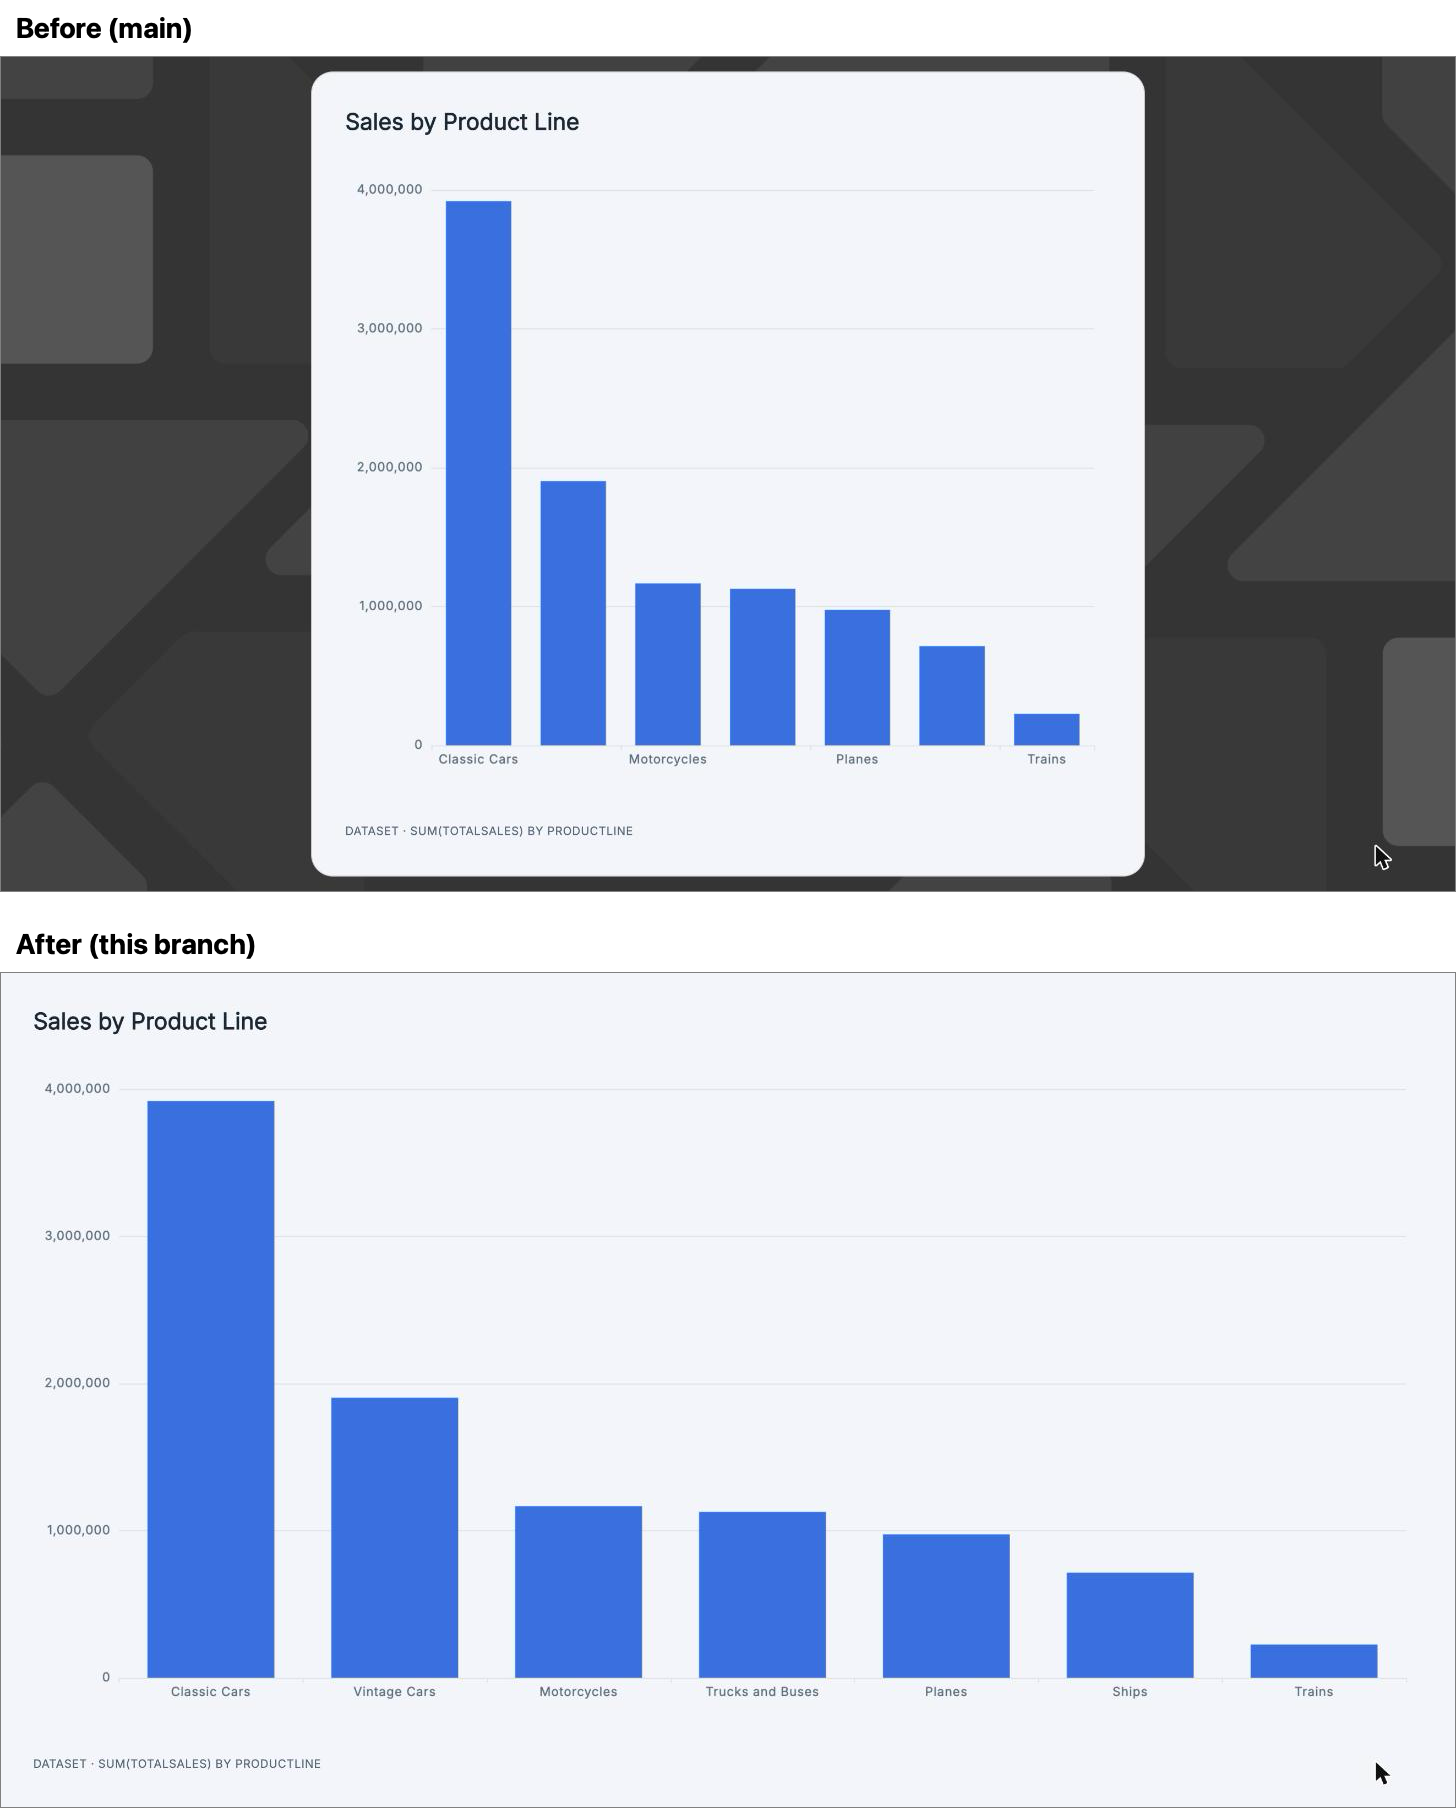 Before (main)
Sales by Product Line
4,000,000
3,000,000
2,000,000
1,000,000
0
Classic Cars Motorcycles Planes Trains
DATASET · SUM(TOTALSALES) BY PRODUCTLINE
After (this branch)
Sales by Product Line
4,000,000
3,000,000
2,000,000
1,000,000
0
Classic Cars Vintage Cars Motorcycles Trucks and Buses Planes Ships Trains
DATASET · SUM(TOTALSALES) BY PRODUCTLINE